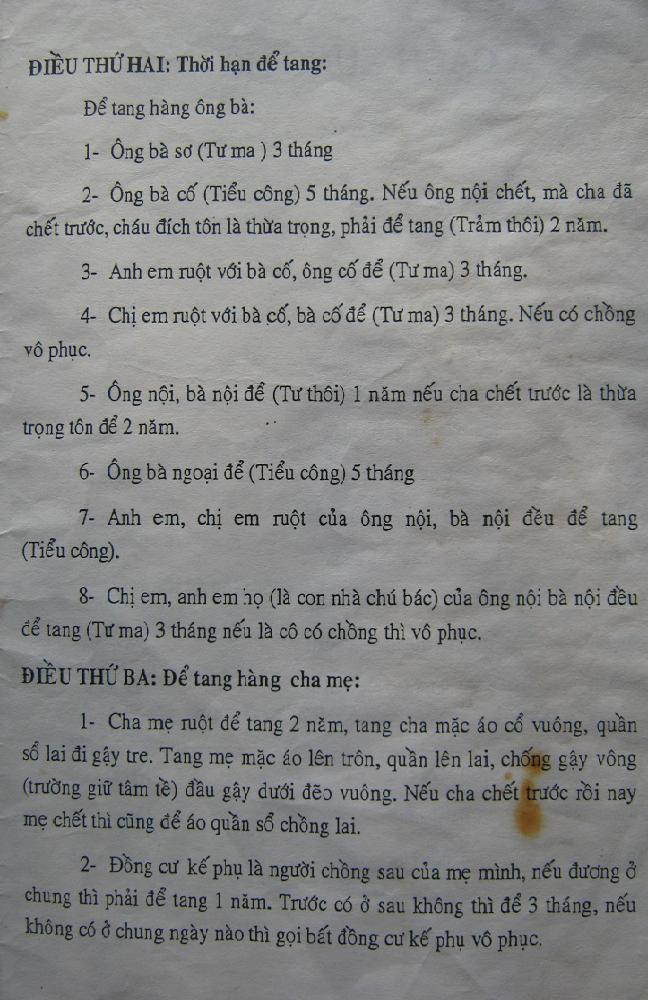 ĐIỀU THỨ HAI: Thời hạn để tang:
Để tang hàng ông bà:
1- Ông bà sơ (Tư ma ) 3 tháng
2- Ông bà cố (Tiểu công) 5 tháng. Nếu ông nội chết, mà cha đã
chết trước, cháu đích tôn là thừa trọng, phải để tang (Trảm thôi) 2 năm.
3- Anh em ruột với bà cố, ông cố để (Tư ma) 3 tháng.
4- Chị em ruột với bà cố, bà cố để (Tư ma) 3 tháng. Nếu có chồng
vô phục.
5- Ông nội, bà nội để (Tư thôi) 1 năm nếu cha chết trước là thừa
trọng tôn để 2 năm.
6- Ông bà ngoại để (Tiểu công) 5 tháng
7- Anh em, chị em ruột của ông nội, bà nội đều để tang
(Tiểu công).
8- Chị em, anh em họ (là con nhà chú bác) của ông nội bà nội đều
để tang (Tư ma) 3 tháng nếu là cô có chồng thì vô phục.
ĐIỀU THỨ BA: Để tang hàng cha mẹ:
1- Cha mẹ ruột để tang 2 năm, tang cha mặc áo cổ vuông, quần
sổ lai đi gậy tre. Tang mẹ mặc áo lên trôn, quần lên lai, chống gậy vông
(trường giữ tâm tề) đầu gậy dưới đẽo vuông. Nếu cha chết trước rồi nay
mẹ chết thì cũng để áo quần sổ chồng lai.
2- Đồng cư kế phụ là người chồng sau của mẹ mình, nếu đương ở
chung thì phải để tang 1 năm. Trước có ở sau không thì để 3 tháng, nếu
không có ở chung ngày nào thì gọi bất đồng cư kế phụ vô phục.